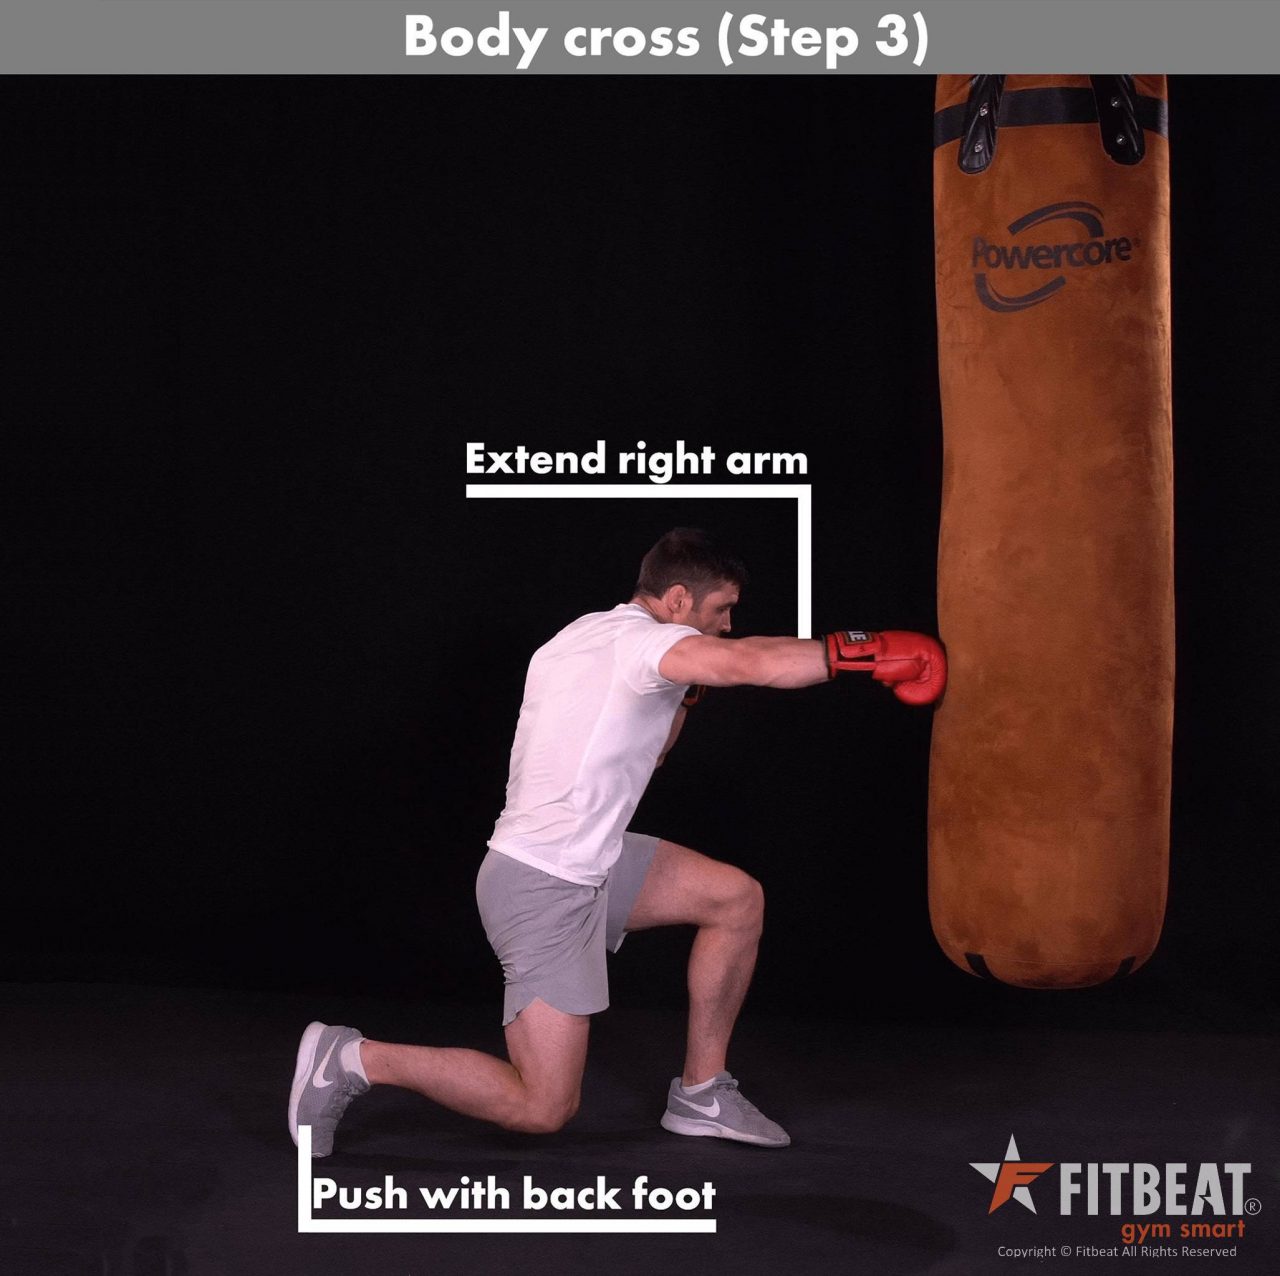 Body cross (Step 3)
Powercore®
Extend right arm
Push with back foot
FITBEAT®
gym smart
Copyright © Fitbeat All Rights Reserved